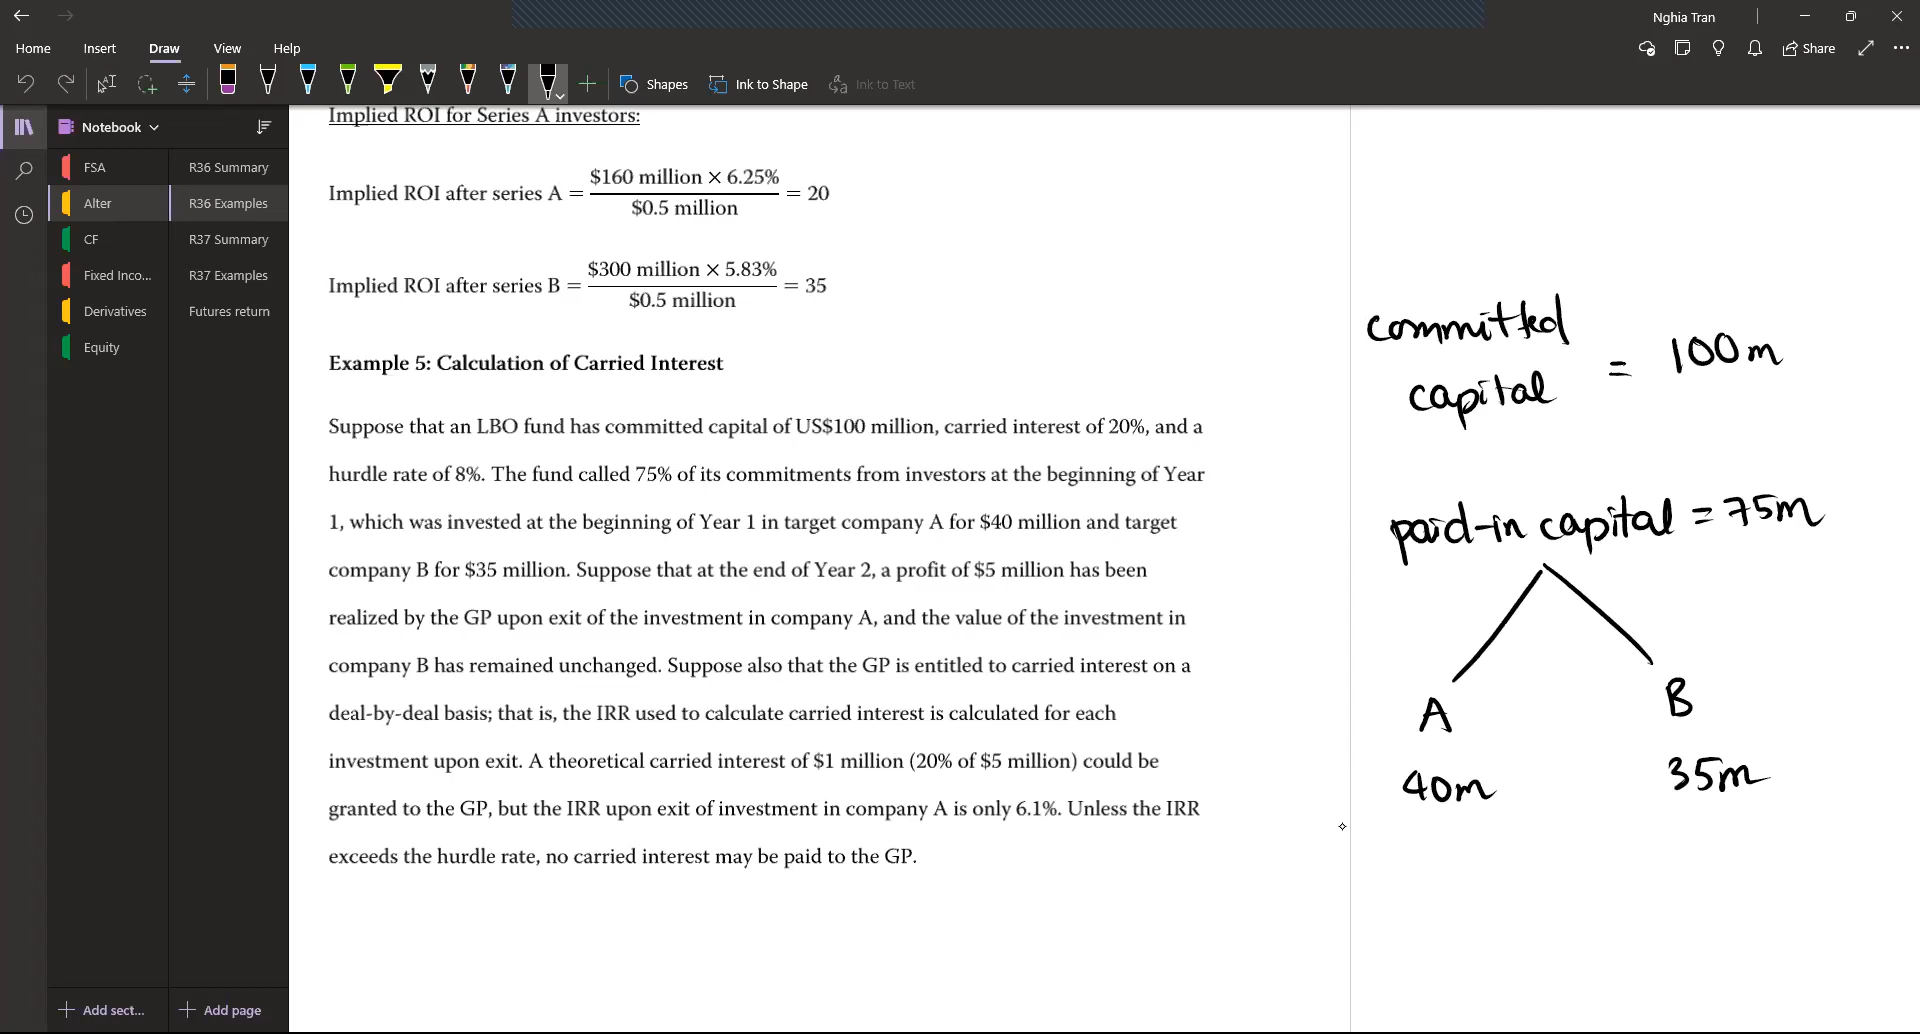 Nghia Tran
Home Insert Draw View Help
Share
Shapes Ink to Shape Ink to Text
Notebook
FSA
Alter
CF
Fixed Inco...
Derivatives
Equity
R36 Summary
R36 Examples
R37 Summary
R37 Examples
Futures return
Add sect...
Add page
Implied ROI for Series A investors:
Implied ROI after series A = $160 million × 6.25% / $0.5 million = 20
Implied ROI after series B = $300 million × 5.83% / $0.5 million = 35
Example 5: Calculation of Carried Interest
Suppose that an LBO fund has committed capital of US$100 million, carried interest of 20%, and a
hurdle rate of 8%. The fund called 75% of its commitments from investors at the beginning of Year
1, which was invested at the beginning of Year 1 in target company A for $40 million and target
company B for $35 million. Suppose that at the end of Year 2, a profit of $5 million has been
realized by the GP upon exit of the investment in company A, and the value of the investment in
company B has remained unchanged. Suppose also that the GP is entitled to carried interest on a
deal-by-deal basis; that is, the IRR used to calculate carried interest is calculated for each
investment upon exit. A theoretical carried interest of $1 million (20% of $5 million) could be
granted to the GP, but the IRR upon exit of investment in company A is only 6.1%. Unless the IRR
exceeds the hurdle rate, no carried interest may be paid to the GP.
committed
capital = 100m
paid-in capital = 75m
A B
40m 35m